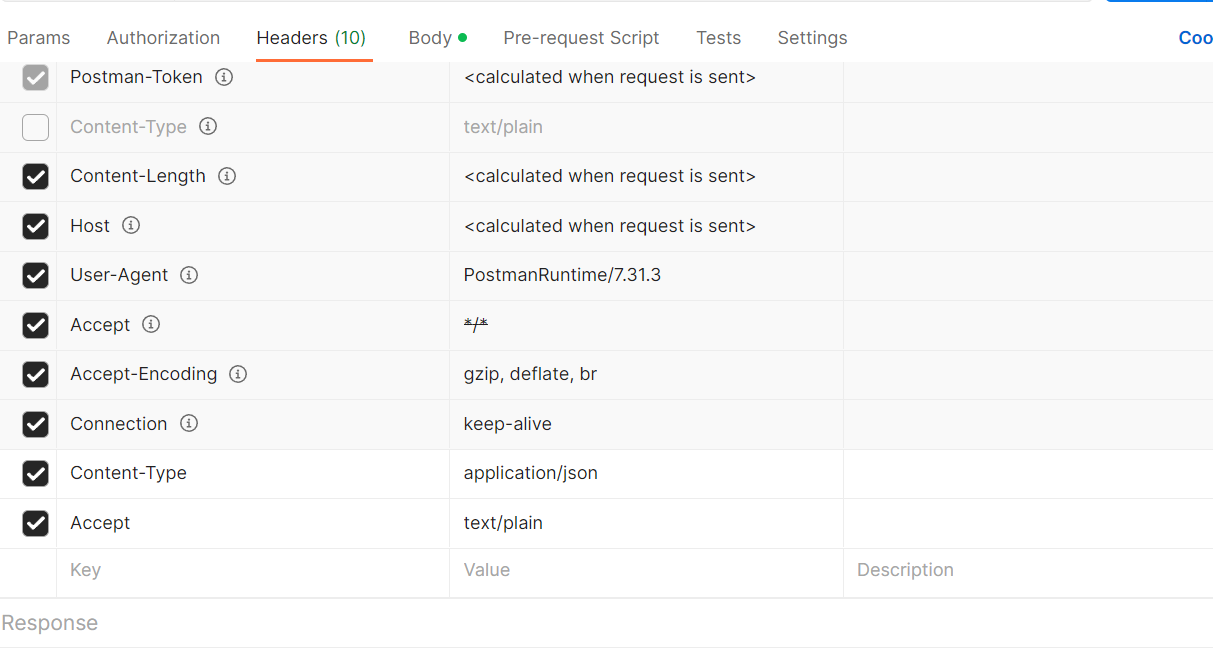 Params Authorization Headers (10) Body Pre-request Script Tests Settings Coo
Postman-Token <calculated when request is sent>
Content-Type text/plain
Content-Length <calculated when request is sent>
Host <calculated when request is sent>
User-Agent PostmanRuntime/7.31.3
Accept */*
Accept-Encoding gzip, deflate, br
Connection keep-alive
Content-Type application/json
Accept text/plain
Key Value Description
Response